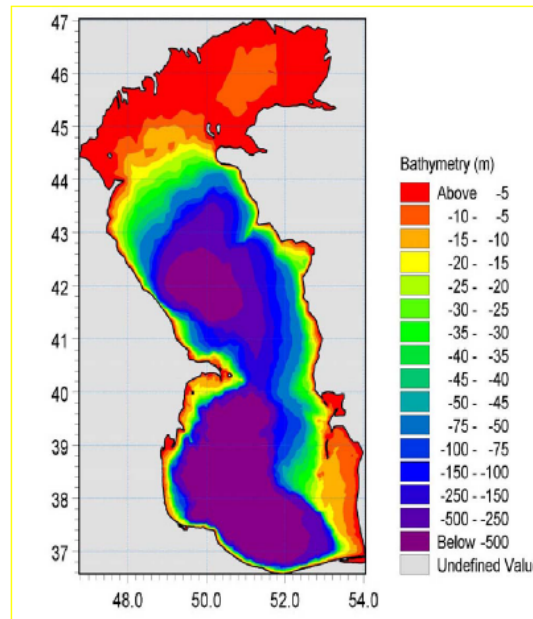 47
46
45
44
43
42
41
40
39
38
37
48.0 50.0 52.0 54.0
Bathymetry (m)
Above -5
-10 - -5
-15 - -10
-20 - -15
-25 - -20
-30 - -25
-35 - -30
-40 - -35
-45 - -40
-50 - -45
-75 - -50
-100 - -75
-150 - -100
-250 - -150
-500 - -250
Below -500
Undefined Value